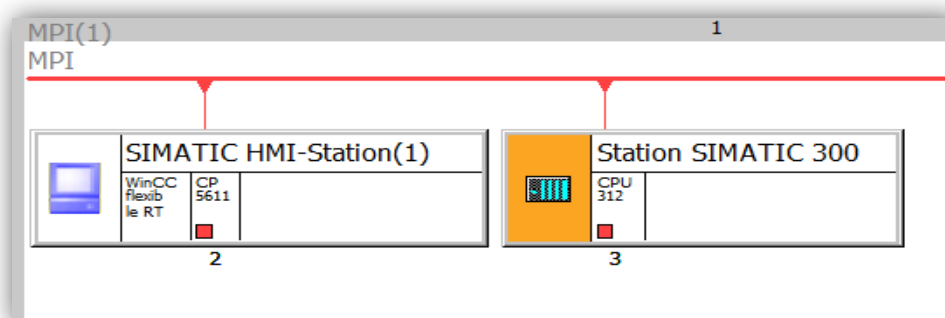 MPI(1)
1
MPI
SIMATIC HMI-Station(1)
WinCC
flexib
le RT
CP
5611
2
Station SIMATIC 300
CPU
312
3